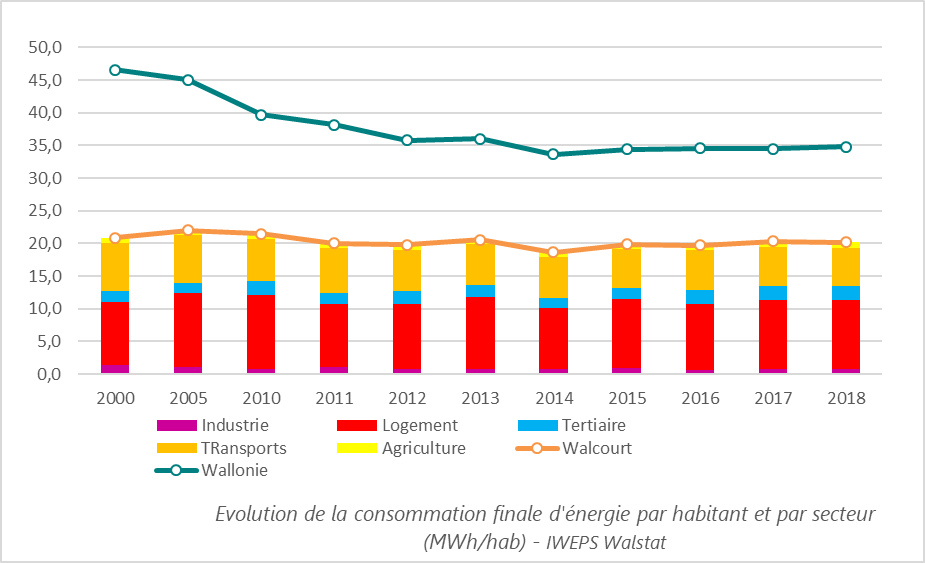 50,0
45,0
40,0
35,0
30,0
25,0
20,0
15,0
10,0
5,0
0,0
2000 2005 2010 2011 2012 2013 2014 2015 2016 2017 2018
Industrie Logement Tertiaire
TRansports Agriculture Walcourt
Wallonie
Evolution de la consommation finale d'énergie par habitant et par secteur
(MWh/hab) - IWEPS Walstat